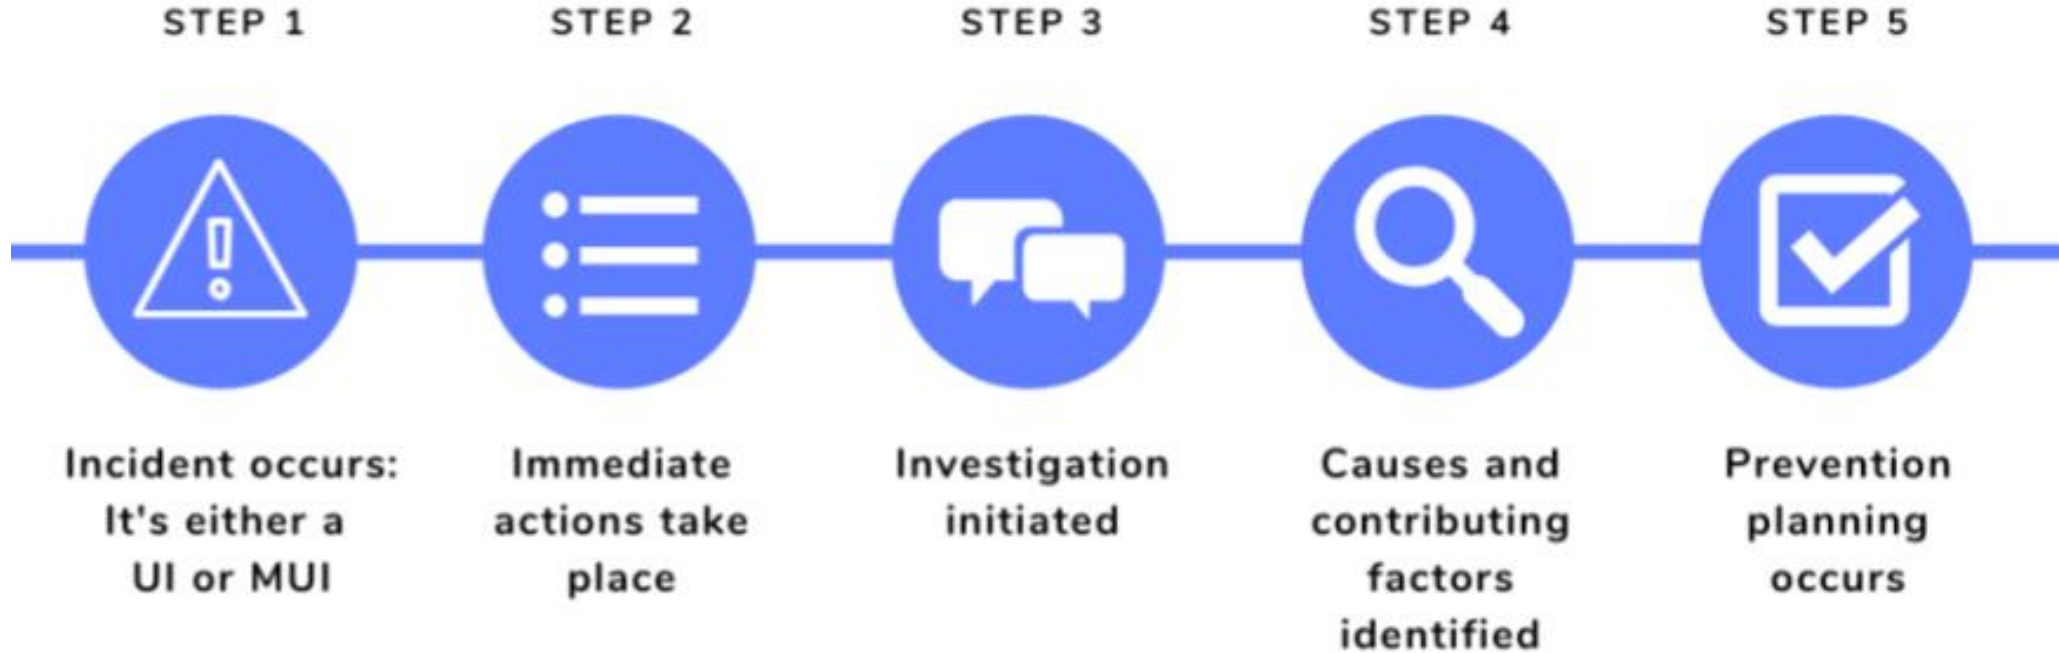 STEP 1
STEP 2
STEP 3
STEP 4
STEP 5
Incident occurs:
It's either a
UI or MUI
Immediate
actions take
place
Investigation
initiated
Causes and
contributing
factors
identified
Prevention
planning
occurs